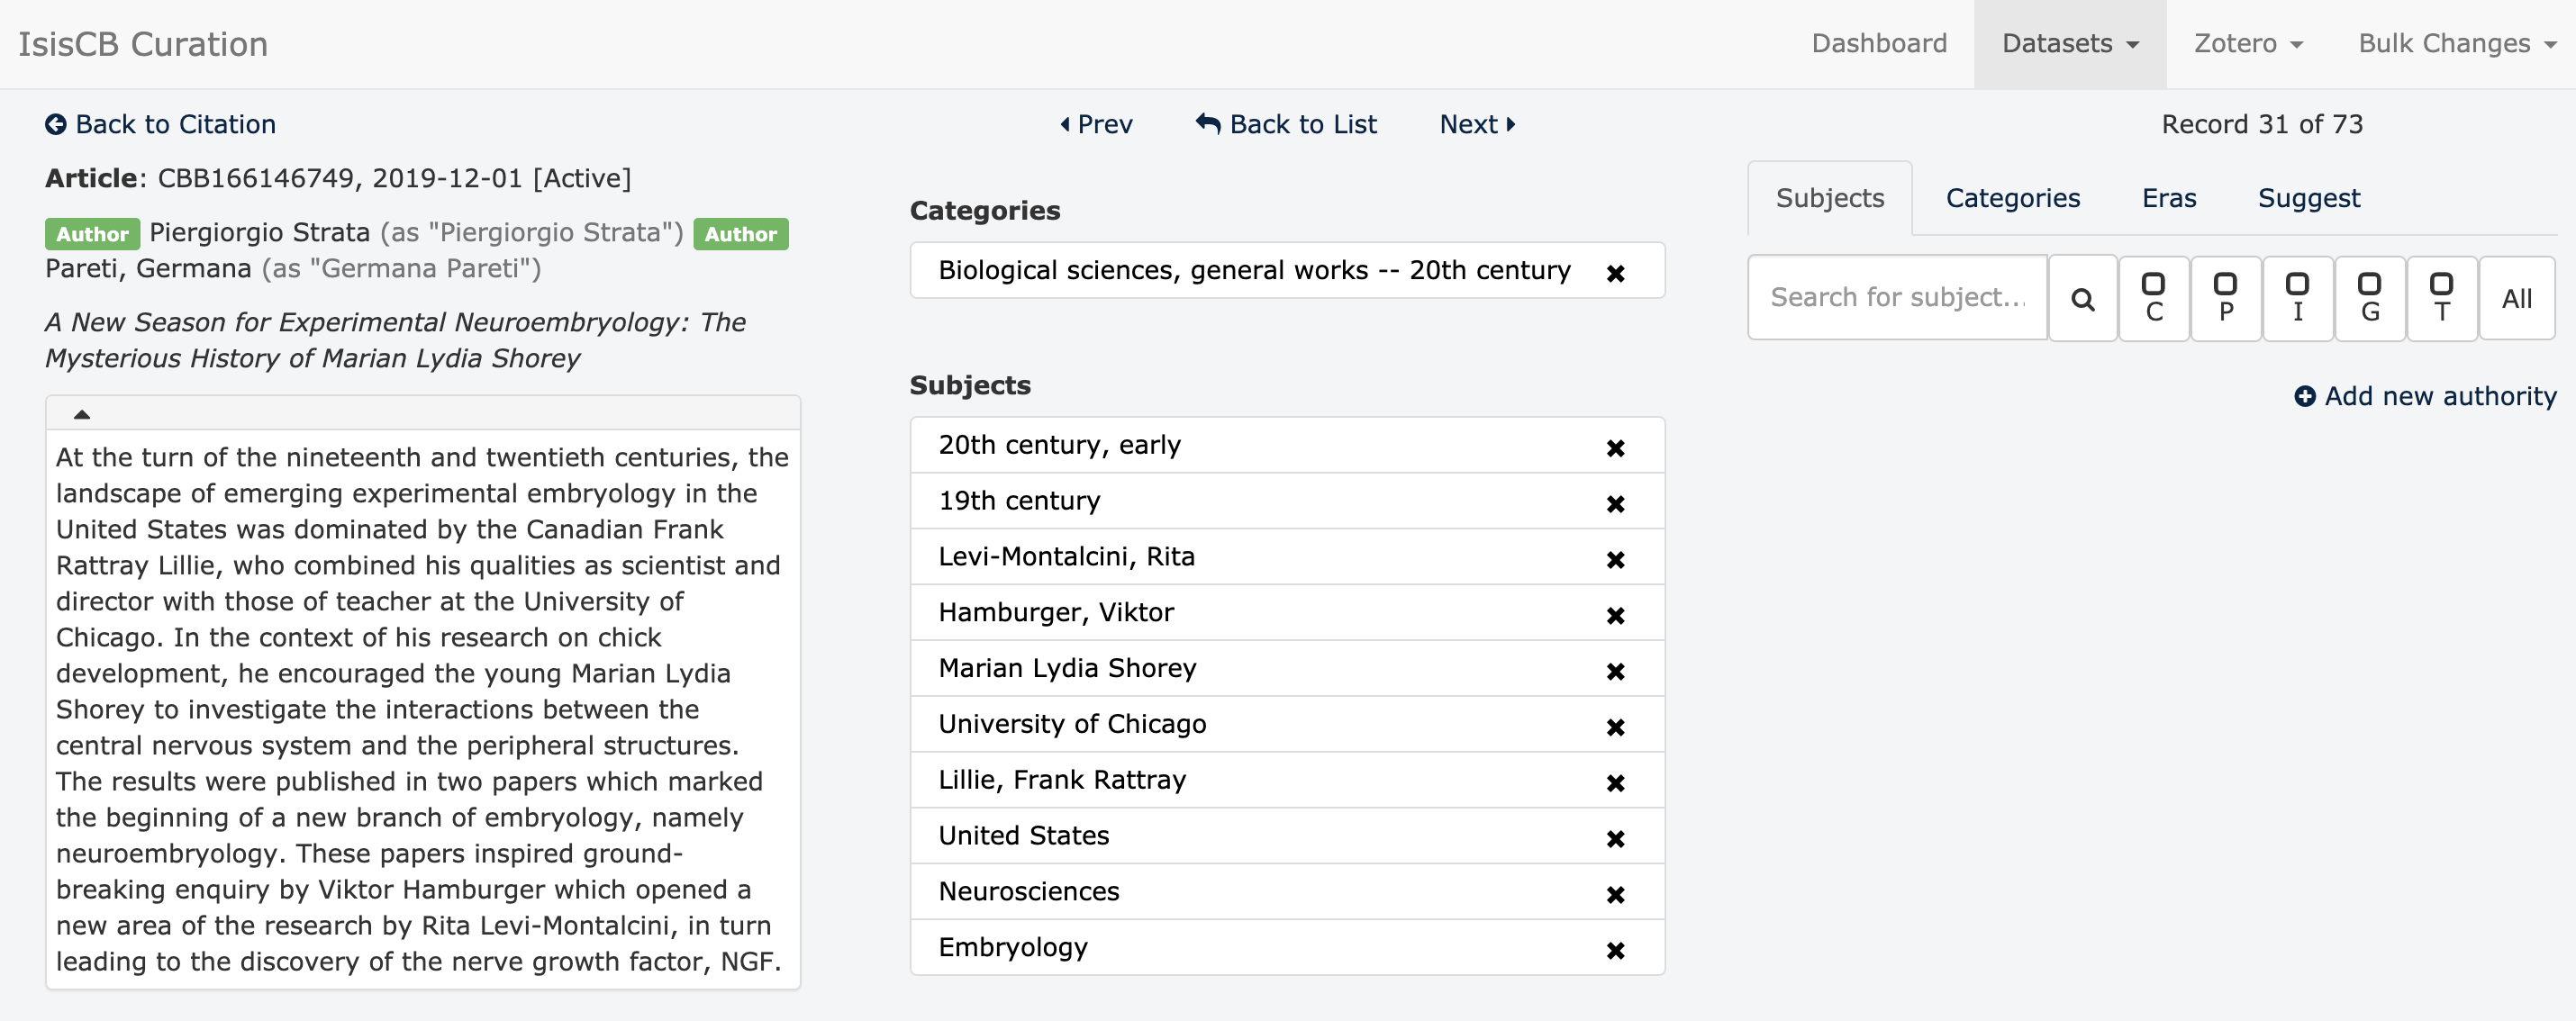 IsisCB Curation
Dashboard
Datasets
Zotero
Bulk Changes
Back to Citation
Prev
Back to List
Next
Record 31 of 73
Article: CBB166146749, 2019-12-01 [Active]
Author Piergiorgio Strata (as "Piergiorgio Strata") Author
Pareti, Germana (as "Germana Pareti")
A New Season for Experimental Neuroembryology: The
Mysterious History of Marian Lydia Shorey
At the turn of the nineteenth and twentieth centuries, the
landscape of emerging experimental embryology in the
United States was dominated by the Canadian Frank
Rattray Lillie, who combined his qualities as scientist and
director with those of teacher at the University of
Chicago. In the context of his research on chick
development, he encouraged the young Marian Lydia
Shorey to investigate the interactions between the
central nervous system and the peripheral structures.
The results were published in two papers which marked
the beginning of a new branch of embryology, namely
neuroembryology. These papers inspired ground-
breaking enquiry by Viktor Hamburger which opened a
new area of the research by Rita Levi-Montalcini, in turn
leading to the discovery of the nerve growth factor, NGF.
Categories
Biological sciences, general works -- 20th century
Subjects
20th century, early
19th century
Levi-Montalcini, Rita
Hamburger, Viktor
Marian Lydia Shorey
University of Chicago
Lillie, Frank Rattray
United States
Neurosciences
Embryology
Subjects
Categories
Eras
Suggest
Search for subject...
C
P
I
G
T
All
Add new authority